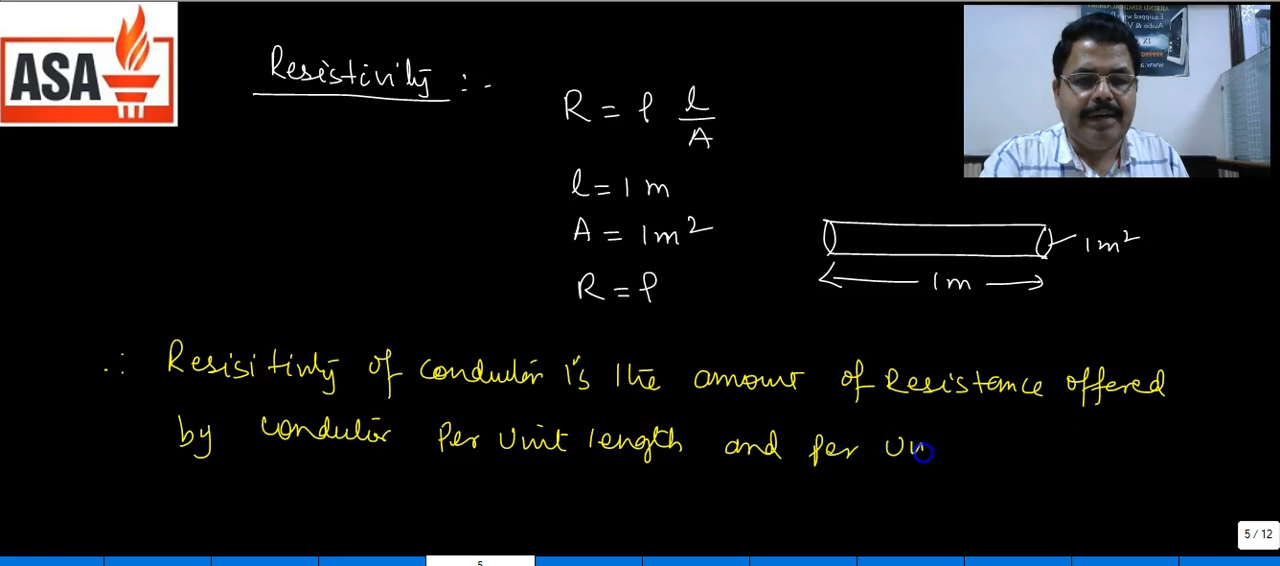 ASA
Resistivity :-
R = ρ l/A
l = 1 m
A = 1 m²
R = ρ
1 m²
1 m
∴ Resisitivity of conductor is the amount of Resistance offered
by conductor per unit length and per un
5 / 12
5